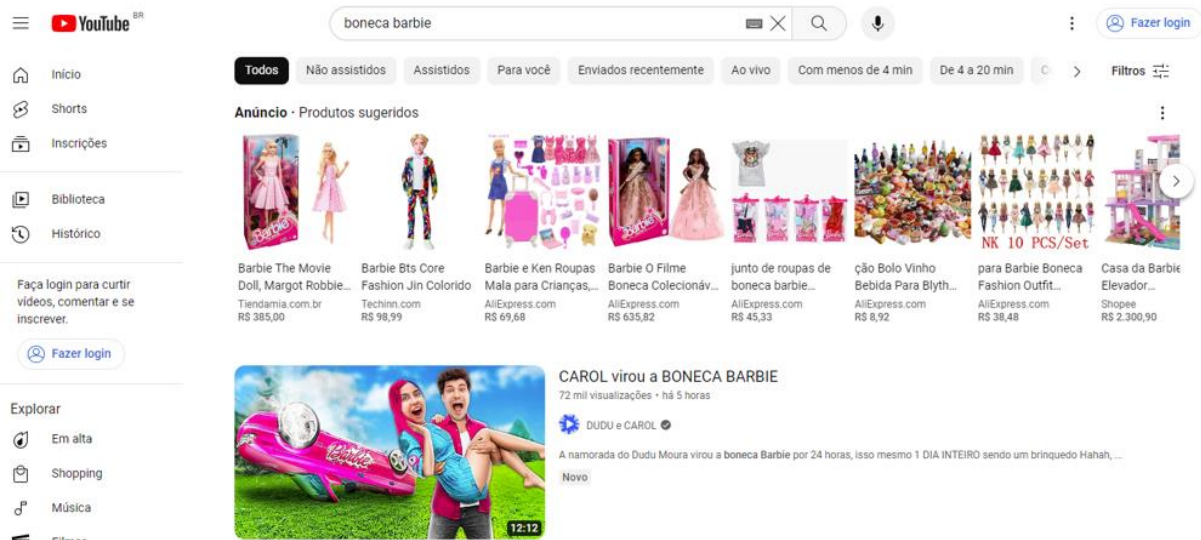 YouTube BR
boneca barbie
Fazer login
Início
Shorts
Inscrições
Biblioteca
Histórico
Faça login para curtir
vídeos, comentar e se
inscrever.
Fazer login
Explorar
Em alta
Shopping
Música
Todos
Não assistidos
Assistidos
Para você
Enviados recentemente
Ao vivo
Com menos de 4 min
De 4 a 20 min
Filtros
Anúncio · Produtos sugeridos
Barbie
Barbie
NK 10 PCS/Set
Barbie The Movie
Doll, Margot Robbie...
Tiendamia.com.br
R$ 385,00
Barbie Bts Core
Fashion Jin Colorido
Techinn.com
R$ 98,99
Barbie e Ken Roupas
Mala para Crianças,...
AliExpress.com
R$ 69,68
Barbie O Filme
Boneca Colecionáv...
AliExpress.com
R$ 635,82
junto de roupas de
boneca barbie...
AliExpress.com
R$ 45,33
ção Bolo Vinho
Bebida Para Blyth...
AliExpress.com
R$ 8,92
para Barbie Boneca
Fashion Outfit...
AliExpress.com
R$ 38,48
Casa da Barbie
Elevador...
Shopee
R$ 2.300,90
Barbie
12:12
CAROL virou a BONECA BARBIE
72 mil visualizações • há 5 horas
DUDU e CAROL
A namorada do Dudu Moura virou a boneca Barbie por 24 horas, isso mesmo 1 DIA INTEIRO sendo um brinquedo Hahah, ...
Novo